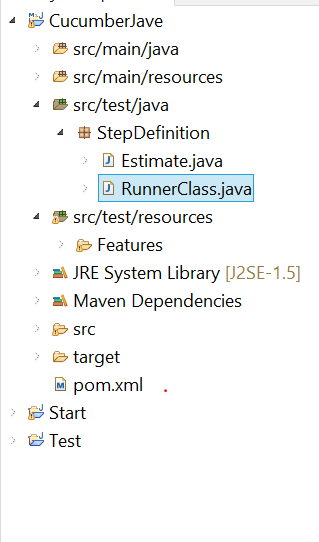 CucumberJave
src/main/java
src/main/resources
src/test/java
StepDefinition
Estimate.java
RunnerClass.java
src/test/resources
Features
JRE System Library [J2SE-1.5]
Maven Dependencies
src
target
pom.xml
Start
Test